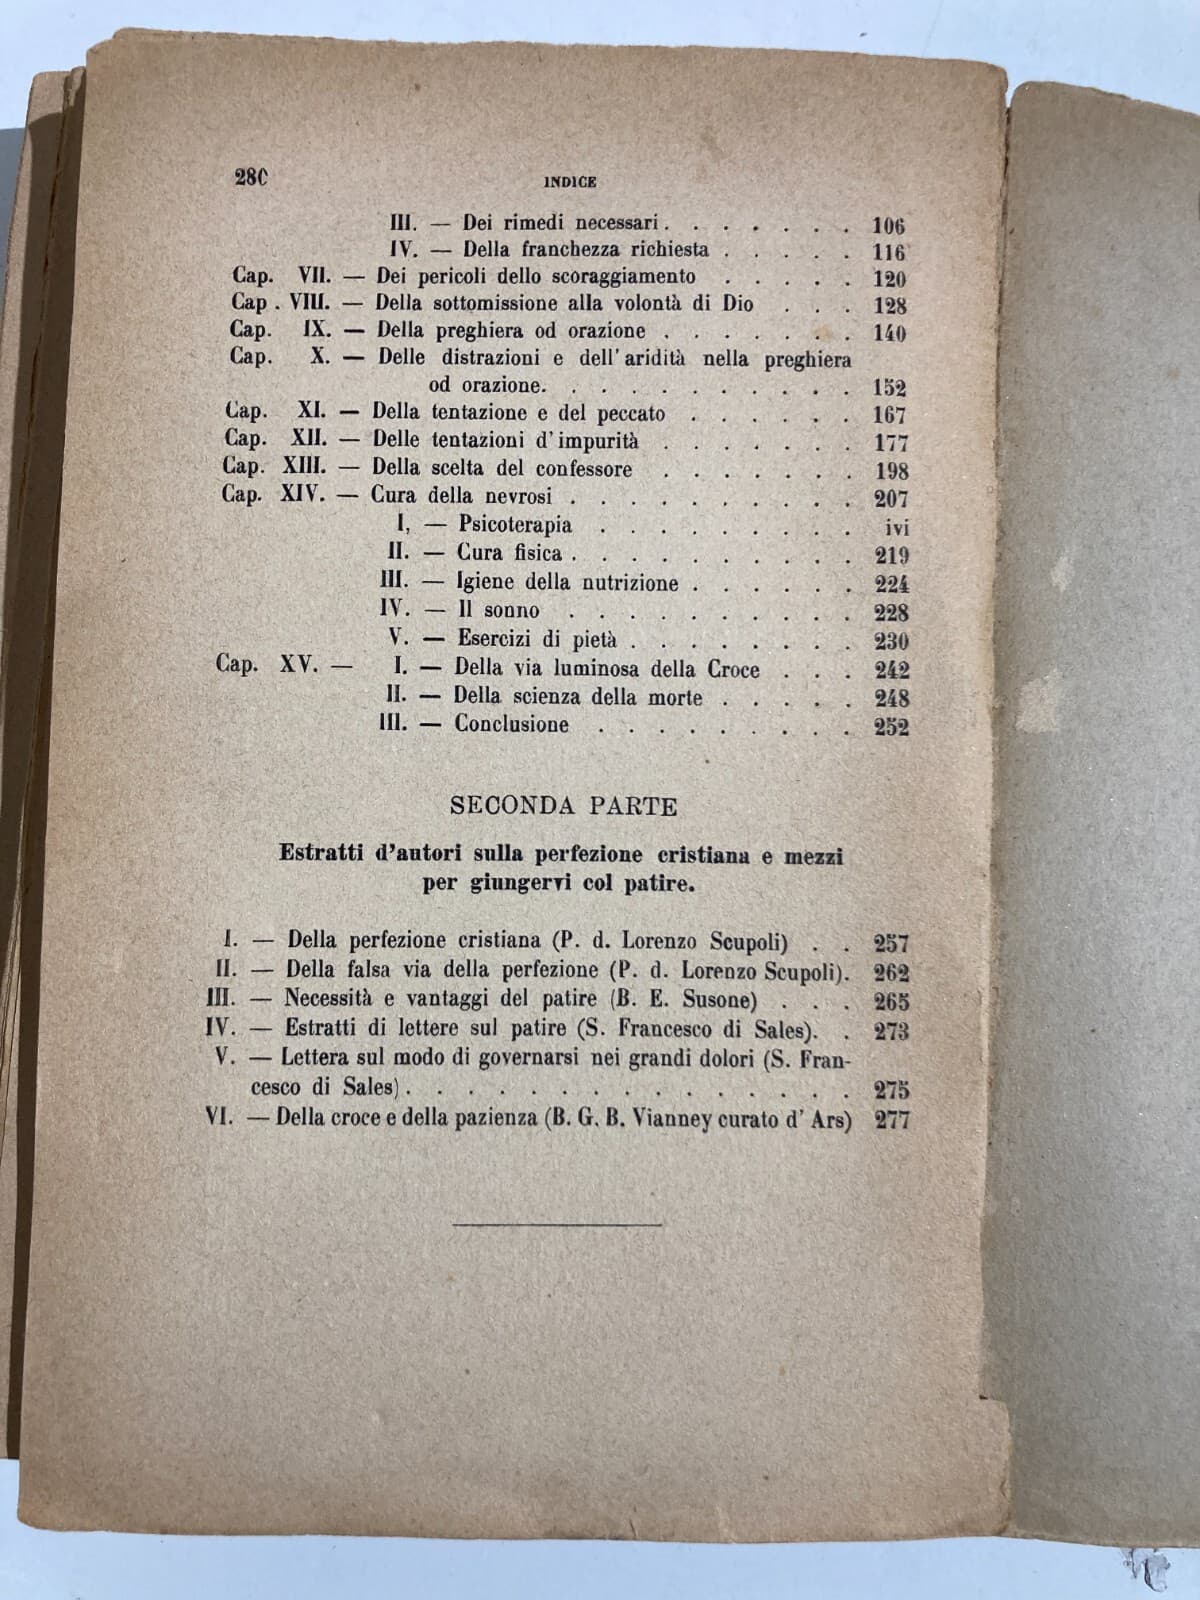 280 INDICE
III. — Dei rimedi necessari . . . . . . . 106
IV. — Della franchezza richiesta . . . . . 116
Cap. VII. — Dei pericoli dello scoraggiamento . . . . . 120
Cap . VIII. — Della sottomissione alla volontà di Dio . . . 128
Cap. IX. — Della preghiera od orazione . . . . . . . 140
Cap. X. — Delle distrazioni e dell' aridità nella preghiera
od orazione. . . . . . . . . . . 152
Cap. XI. — Della tentazione e del peccato . . . . . . 167
Cap. XII. — Delle tentazioni d' impurità . . . . . . . 177
Cap. XIII. — Della scelta del confessore . . . . . . . 198
Cap. XIV. — Cura della nevrosi . . . . . . . . . . 207
I, — Psicoterapia . . . . . . . . . ivi
II. — Cura fisica . . . . . . . . . . 219
III. — Igiene della nutrizione . . . . . . 224
IV. — Il sonno . . . . . . . . . . 228
V. — Esercizi di pietà . . . . . . . . 230
Cap. XV. — I. — Della via luminosa della Croce . . . 242
II. — Della scienza della morte . . . . . 248
III. — Conclusione . . . . . . . . . 252
SECONDA PARTE
Estratti d'autori sulla perfezione cristiana e mezzi
per giungervi col patire.
I. — Della perfezione cristiana (P. d. Lorenzo Scupoli) . . 257
II. — Della falsa via della perfezione (P. d. Lorenzo Scupoli). 262
III. — Necessità e vantaggi del patire (B. E. Susone) . . . 265
IV. — Estratti di lettere sul patire (S. Francesco di Sales). . 273
V. — Lettera sul modo di governarsi nei grandi dolori (S. Fran-
cesco di Sales) . . . . . . . . . . . . . . . 275
VI. — Della croce e della pazienza (B. G. B. Vianney curato d' Ars) 277